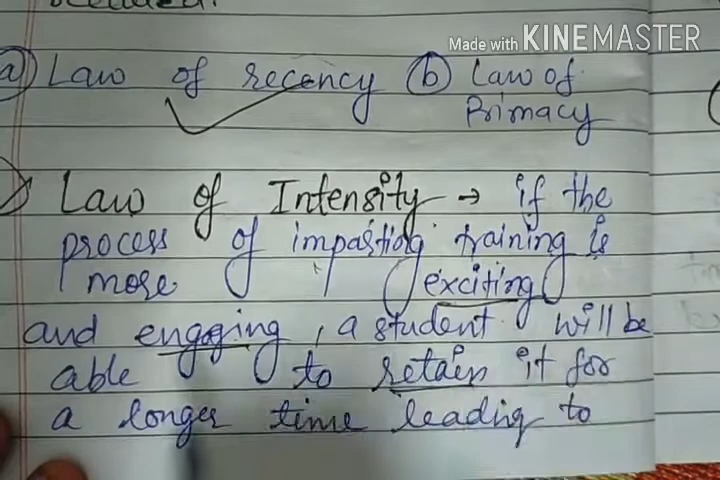 Made with KINEMASTER
a) Law of recency b) Law of
Primacy
Law of Intensity → if the
process of imparting training is
more exciting
and engaging, a student will be
able to retain it for
a longer time leading to